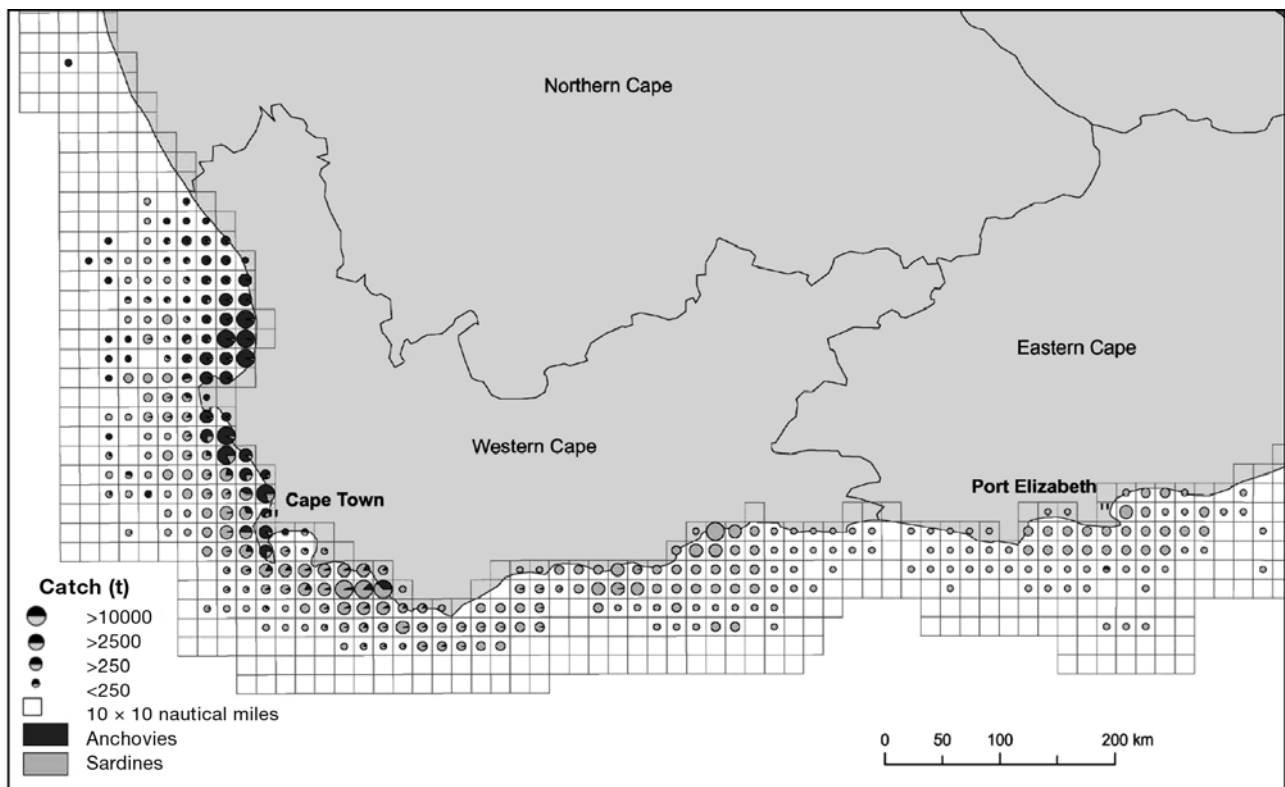 Northern Cape
Eastern Cape
Western Cape
Port Elizabeth
Cape Town
Catch (t)
>10000
>2500
>250
<250
10 × 10 nautical miles
Anchovies
Sardines
0 50 100 200 km